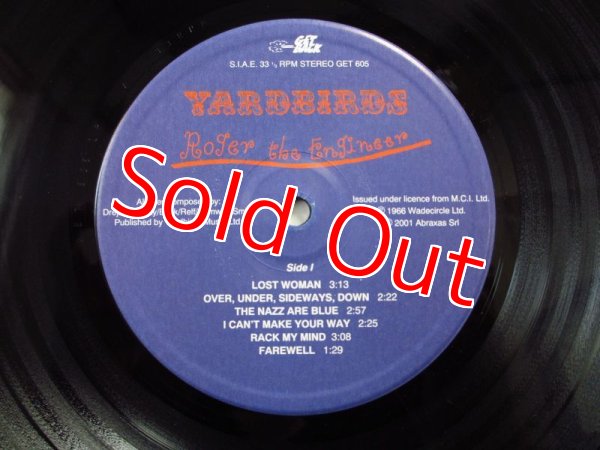 GET BACK
S.I.A.E. 33 ⅓ RPM STEREO GET 605
YARDBIRDS
Roger the Engineer
Issued under licence from M.C.I. Ltd.
℗ 1966 Wadecircle Ltd.
© 2001 Abraxas Srl
Published by
Sold Out
Side I
LOST WOMAN 3:13
OVER, UNDER, SIDEWAYS, DOWN 2:22
THE NAZZ ARE BLUE 2:57
I CAN'T MAKE YOUR WAY 2:25
RACK MY MIND 3:08
FAREWELL 1:29